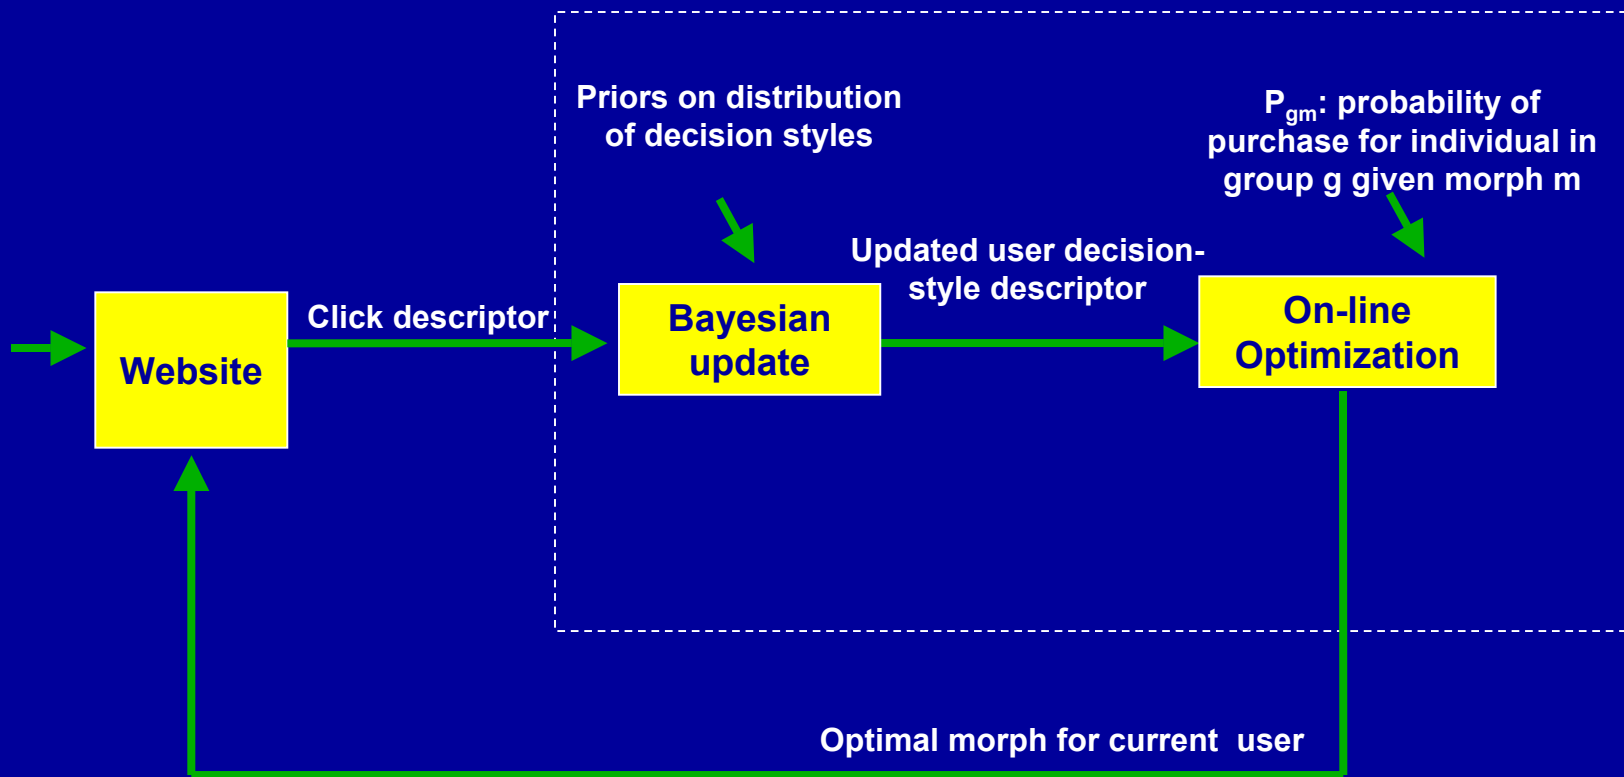 Priors on distribution
of decision styles
P_gm: probability of
purchase for individual in
group g given morph m
Updated user decision-
style descriptor
Click descriptor
Website
Bayesian
update
On-line
Optimization
Optimal morph for current  user